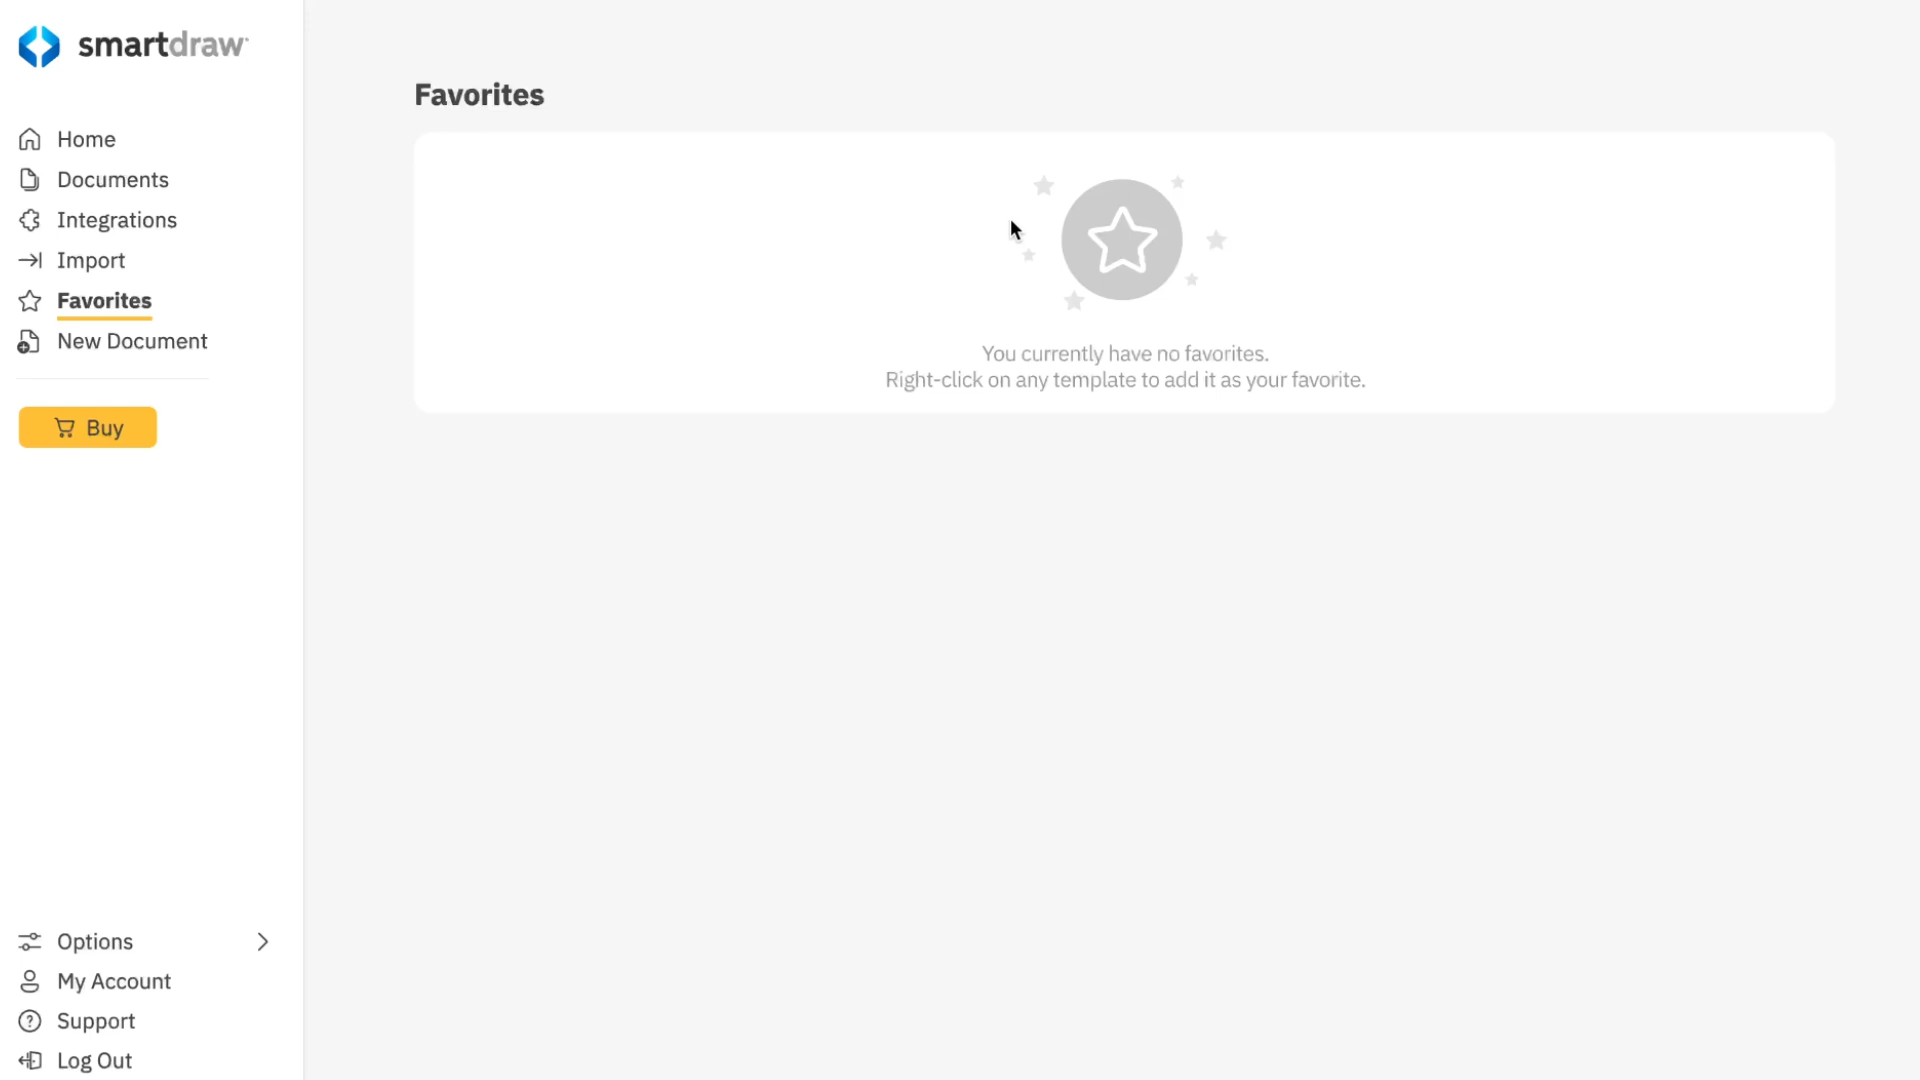 smartdraw
Home
Documents
Integrations
Import
Favorites
New Document
Buy
Options
My Account
Support
Log Out
Favorites
You currently have no favorites.
Right-click on any template to add it as your favorite.